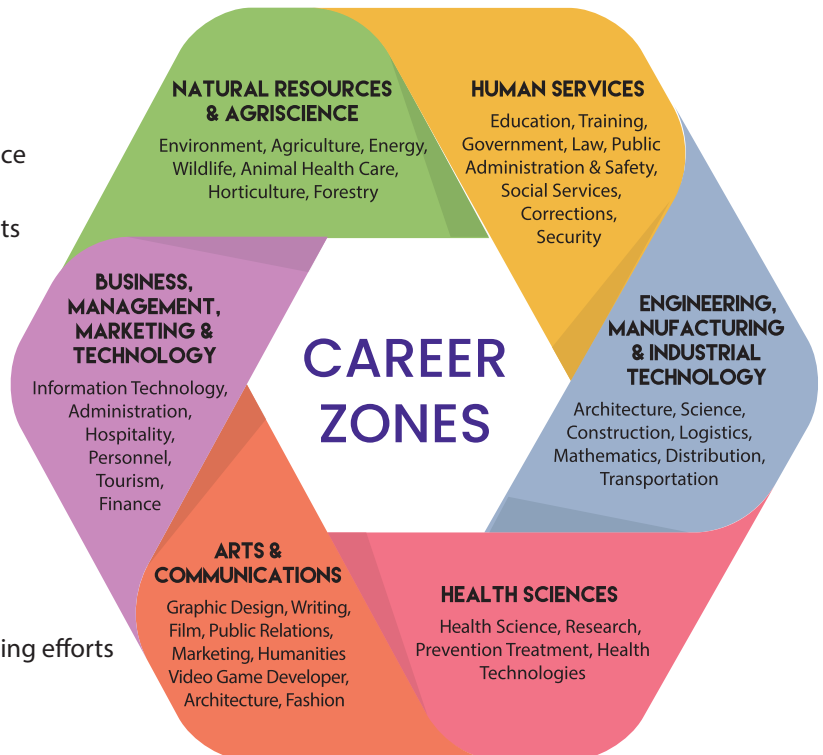 NATURAL RESOURCES
& AGRISCIENCE
Environment, Agriculture, Energy,
Wildlife, Animal Health Care,
Horticulture, Forestry
HUMAN SERVICES
Education, Training,
Government, Law, Public
Administration & Safety,
Social Services,
Corrections,
Security
ENGINEERING,
MANUFACTURING
& INDUSTRIAL
TECHNOLOGY
Architecture, Science,
Construction, Logistics,
Mathematics, Distribution,
Transportation
HEALTH SCIENCES
Health Science, Research,
Prevention Treatment, Health
Technologies
ARTS &
COMMUNICATIONS
Graphic Design, Writing,
Film, Public Relations,
Marketing, Humanities
Video Game Developer,
Architecture, Fashion
BUSINESS,
MANAGEMENT,
MARKETING &
TECHNOLOGY
Information Technology,
Administration,
Hospitality,
Personnel,
Tourism,
Finance
CAREER
ZONES
ce
ts
ing efforts